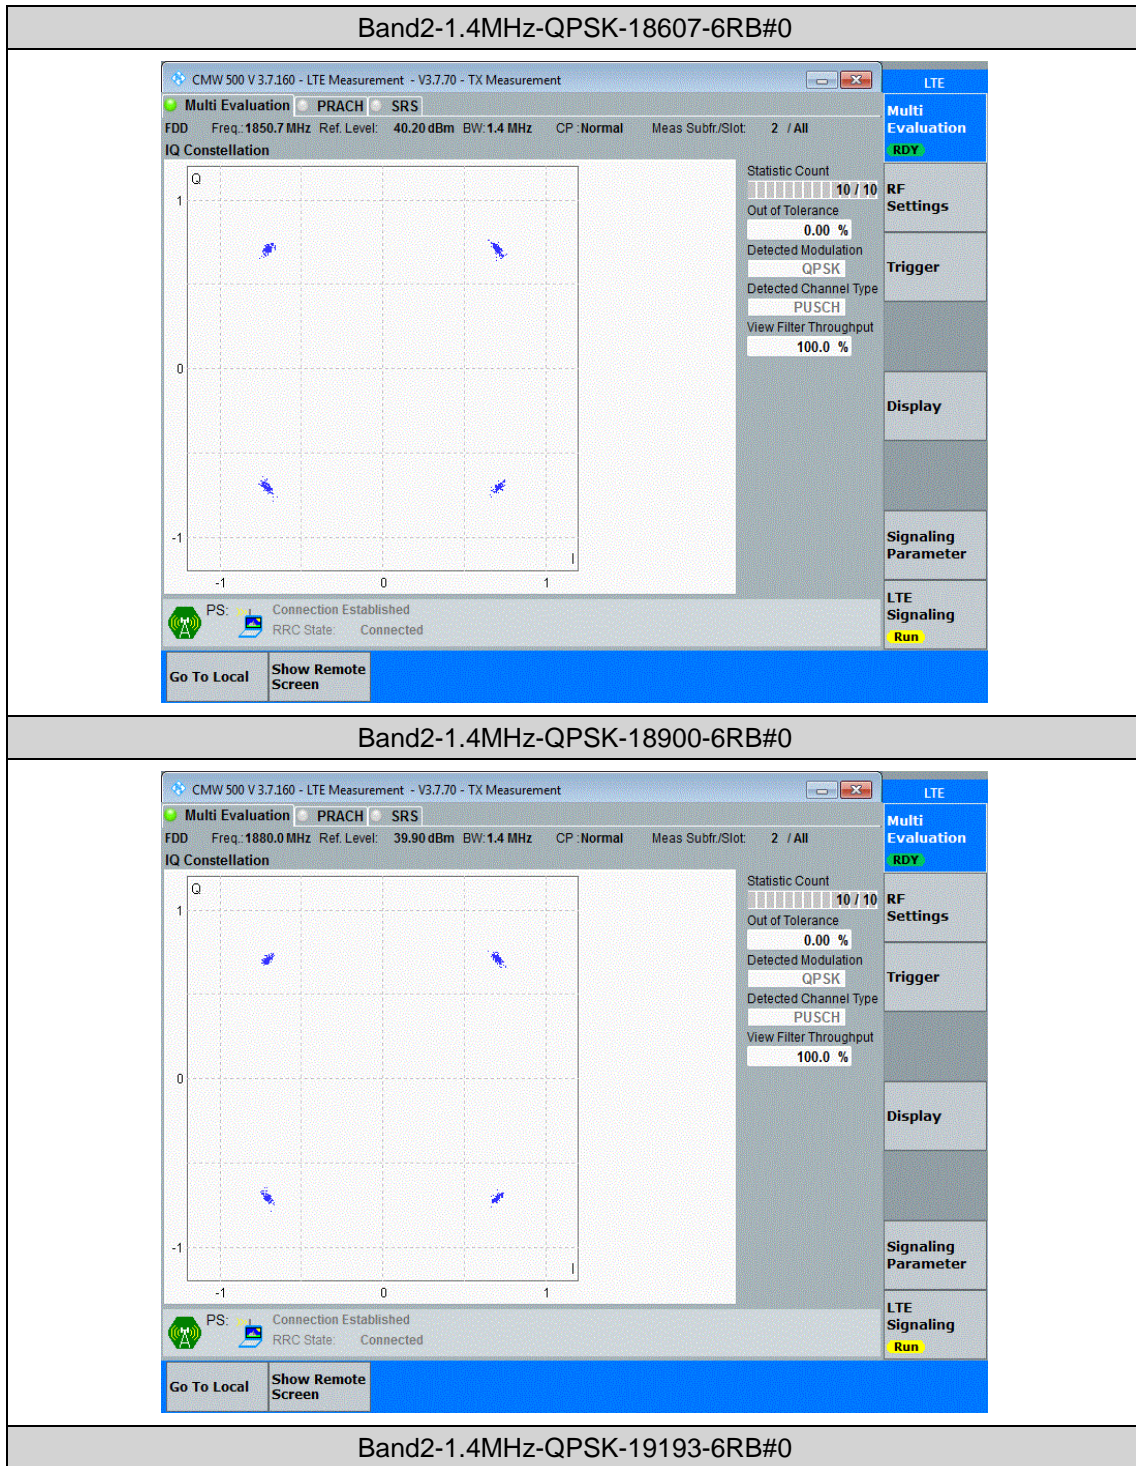 Band2-1.4MHz-QPSK-18607-6RB#0
CMW 500 V 3.7.160 - LTE Measurement - V3.7.70 - TX Measurement
LTE
Multi Evaluation PRACH SRS
Multi Evaluation
RDY
FDD Freq.: 1850.7 MHz Ref. Level: 40.20 dBm BW: 1.4 MHz CP : Normal Meas Subfr./Slot: 2 / All
IQ Constellation
Q
1
0
-1
I
-1 0 1
Statistic Count
10 / 10
Out of Tolerance
0.00 %
Detected Modulation
QPSK
Detected Channel Type
PUSCH
View Filter Throughput
100.0 %
RF Settings
Trigger
Display
Signaling Parameter
LTE Signaling
Run
PS: Connection Established
RRC State: Connected
Go To Local
Show Remote Screen
Band2-1.4MHz-QPSK-18900-6RB#0
CMW 500 V 3.7.160 - LTE Measurement - V3.7.70 - TX Measurement
LTE
Multi Evaluation PRACH SRS
Multi Evaluation
RDY
FDD Freq.: 1880.0 MHz Ref. Level: 39.90 dBm BW: 1.4 MHz CP : Normal Meas Subfr./Slot: 2 / All
IQ Constellation
Q
1
0
-1
I
-1 0 1
Statistic Count
10 / 10
Out of Tolerance
0.00 %
Detected Modulation
QPSK
Detected Channel Type
PUSCH
View Filter Throughput
100.0 %
RF Settings
Trigger
Display
Signaling Parameter
LTE Signaling
Run
PS: Connection Established
RRC State: Connected
Go To Local
Show Remote Screen
Band2-1.4MHz-QPSK-19193-6RB#0